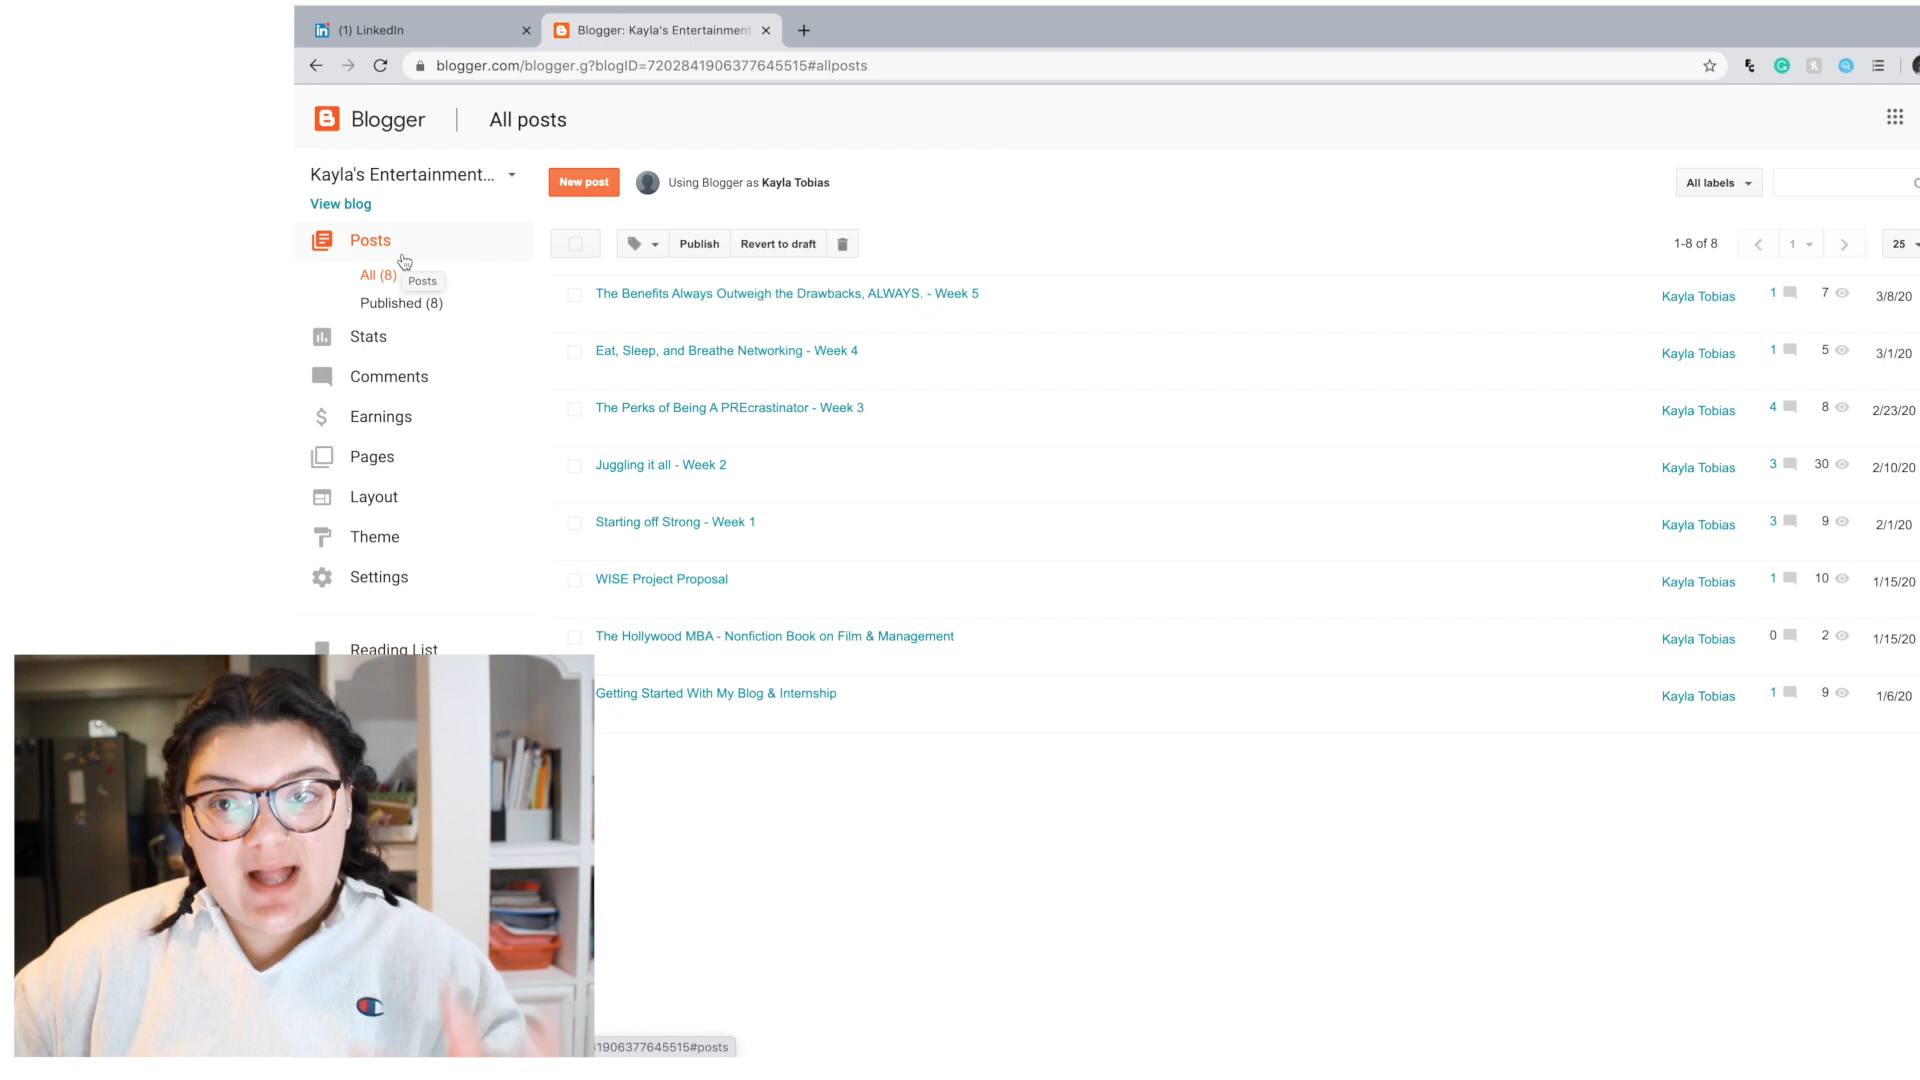 (1) LinkedIn
Blogger: Kayla's Entertainment
blogger.com/blogger.g?blogID=7202841906377645515#allposts
Blogger
All posts
Kayla's Entertainment...
View blog
New post
Using Blogger as Kayla Tobias
All labels
Posts
All (8)
Posts
Published (8)
Stats
Comments
Earnings
Pages
Layout
Theme
Settings
Reading List
Publish
Revert to draft
1-8 of 8
1
25
The Benefits Always Outweigh the Drawbacks, ALWAYS. - Week 5
Kayla Tobias
1
7
3/8/20
Eat, Sleep, and Breathe Networking - Week 4
Kayla Tobias
1
5
3/1/20
The Perks of Being A PREcrastinator - Week 3
Kayla Tobias
4
8
2/23/20
Juggling it all - Week 2
Kayla Tobias
3
30
2/10/20
Starting off Strong - Week 1
Kayla Tobias
3
9
2/1/20
WISE Project Proposal
Kayla Tobias
1
10
1/15/20
The Hollywood MBA - Nonfiction Book on Film & Management
Kayla Tobias
0
2
1/15/20
Getting Started With My Blog & Internship
Kayla Tobias
1
9
1/6/20
1906377645515#posts